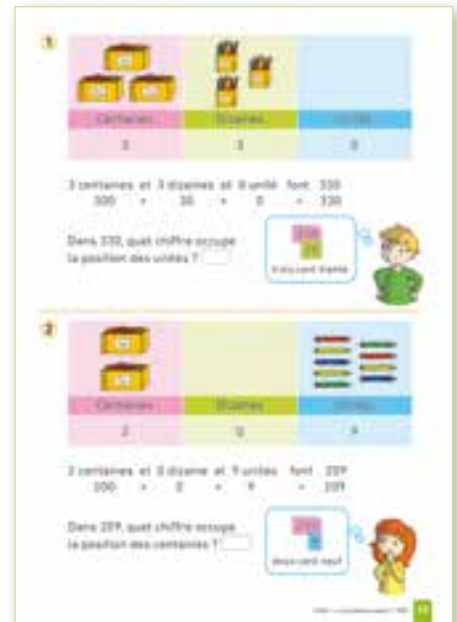 1
Centaines Dizaines Unités
3 3 0
3 centaines et 3 dizaines et 0 unité font 330
300 + 30 + 0 = 330
Dans 330, quel chiffre occupe
la position des unités ?
trois cent trente
2
Centaines Dizaines Unités
2 0 9
2 centaines et 0 dizaine et 9 unités font 209
200 + 0 + 9 = 209
Dans 209, quel chiffre occupe
la position des centaines ?
deux cent neuf